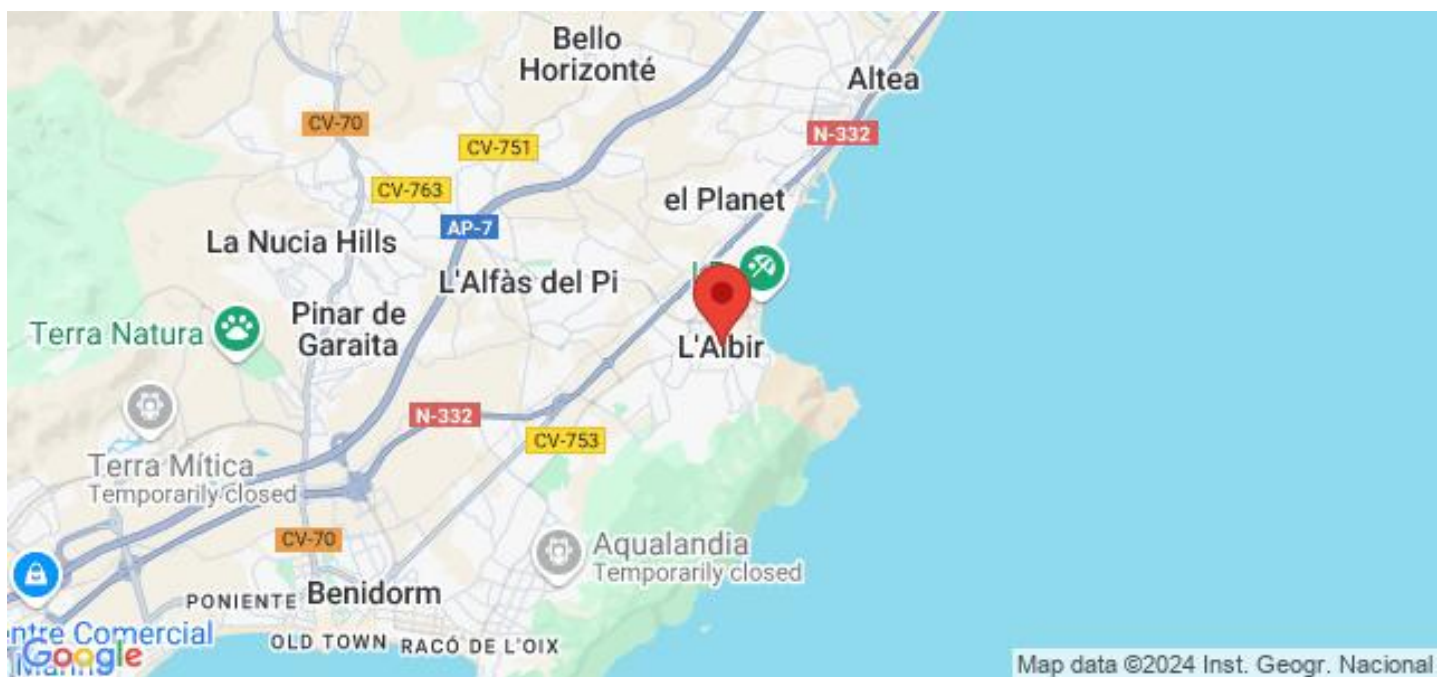 Bello
Horizonté
Altea
CV-70
N-332
CV-751
CV-763
el Planet
AP-7
La Nucia Hills
L'Alfàs del Pi
Pinar de
Garaita
Terra Natura
L'Albir
N-332
CV-753
Terra Mítica
Temporarily closed
CV-70
Aqualandia
Temporarily closed
Benidorm
PONIENTE
OLD TOWN
RACÓ DE L'OIX
Comercial
Google
Map data ©2024 Inst. Geogr. Nacional